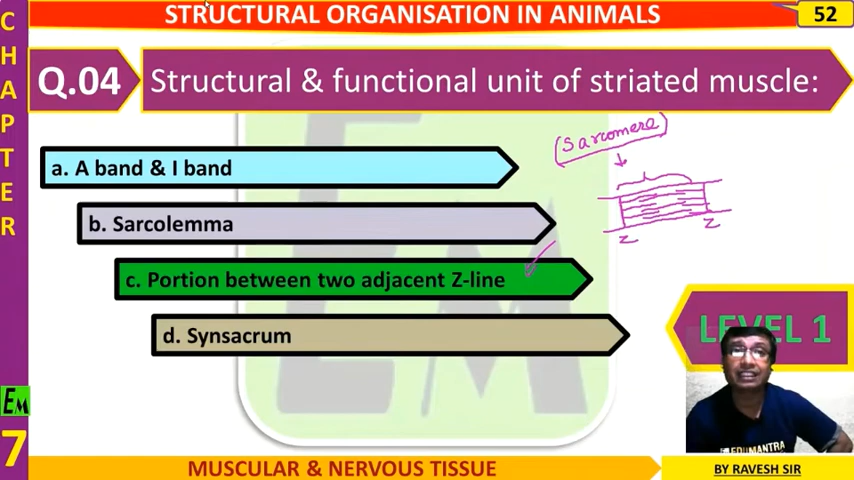 STRUCTURAL ORGANISATION IN ANIMALS
52
CHAPTER
Q.04
Structural & functional unit of striated muscle:
(Sarcomere)
a. A band & I band
b. Sarcolemma
Z
Z
c. Portion between two adjacent Z-line
d. Synsacrum
LEVEL 1
EM
7
EDUMANTRA
MUSCULAR & NERVOUS TISSUE
BY RAVESH SIR